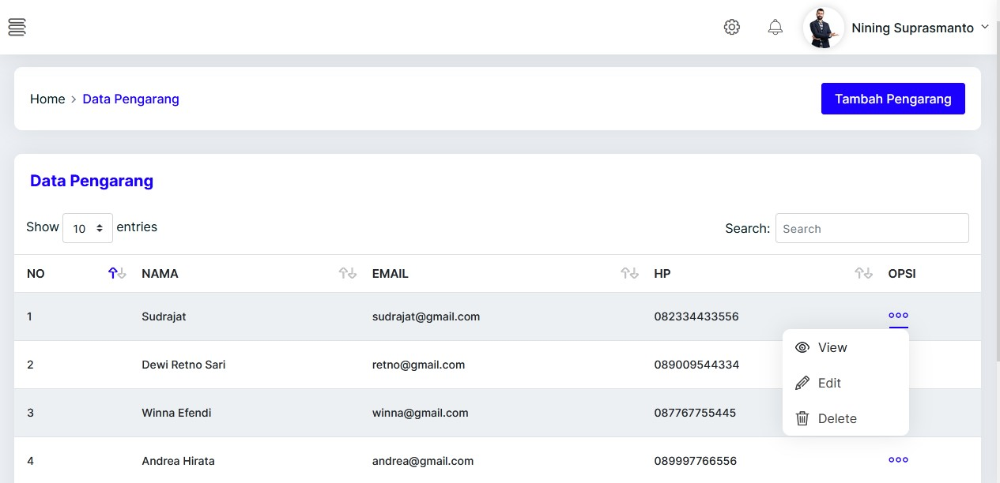 Nining Suprasmanto
Home > Data Pengarang
Tambah Pengarang
Data Pengarang
Show 10 entries
Search: Search
NO NAMA EMAIL HP OPSI
1 Sudrajat sudrajat@gmail.com 082334433556
2 Dewi Retno Sari retno@gmail.com 089009544334
3 Winna Efendi winna@gmail.com 087767755445
4 Andrea Hirata andrea@gmail.com 089997766556
View
Edit
Delete